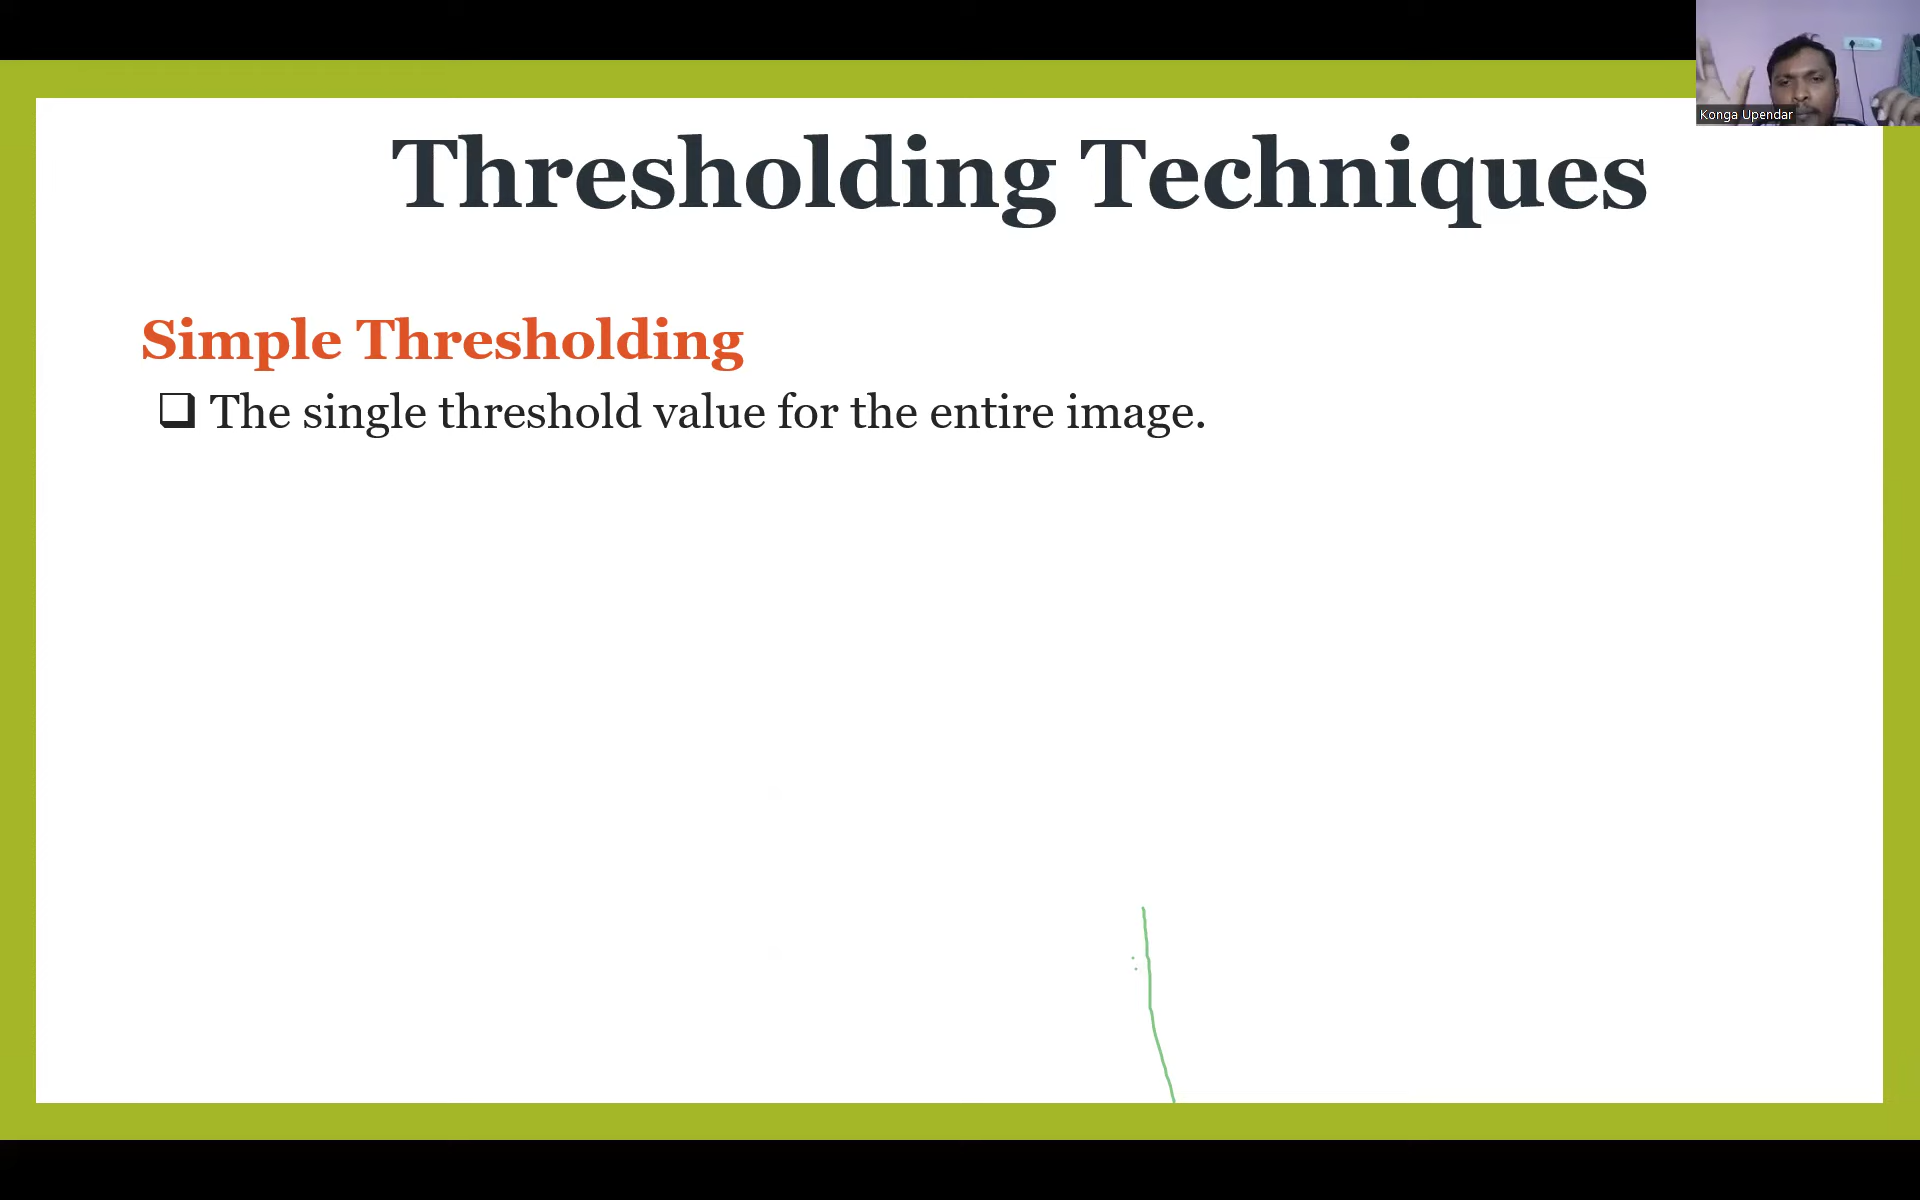 Konga Upendar
Thresholding Techniques
Simple Thresholding
❑ The single threshold value for the entire image.